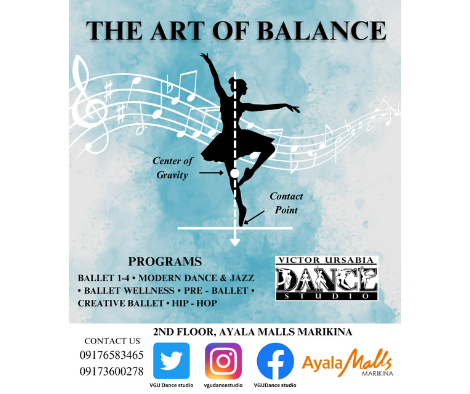 THE ART OF BALANCE
Center of
Gravity
Contact
Point
PROGRAMS
BALLET 1-4 • MODERN DANCE & JAZZ
• BALLET WELLNESS • PRE - BALLET •
CREATIVE BALLET • HIP - HOP
VICTOR URSABIA
DANCE
STUDIO
2ND FLOOR, AYALA MALLS MARIKINA
CONTACT US
09176583465
09173600278
VGU Dance studio
vgudancestudio
VGUDance studio
Ayala Malls
MARIKINA